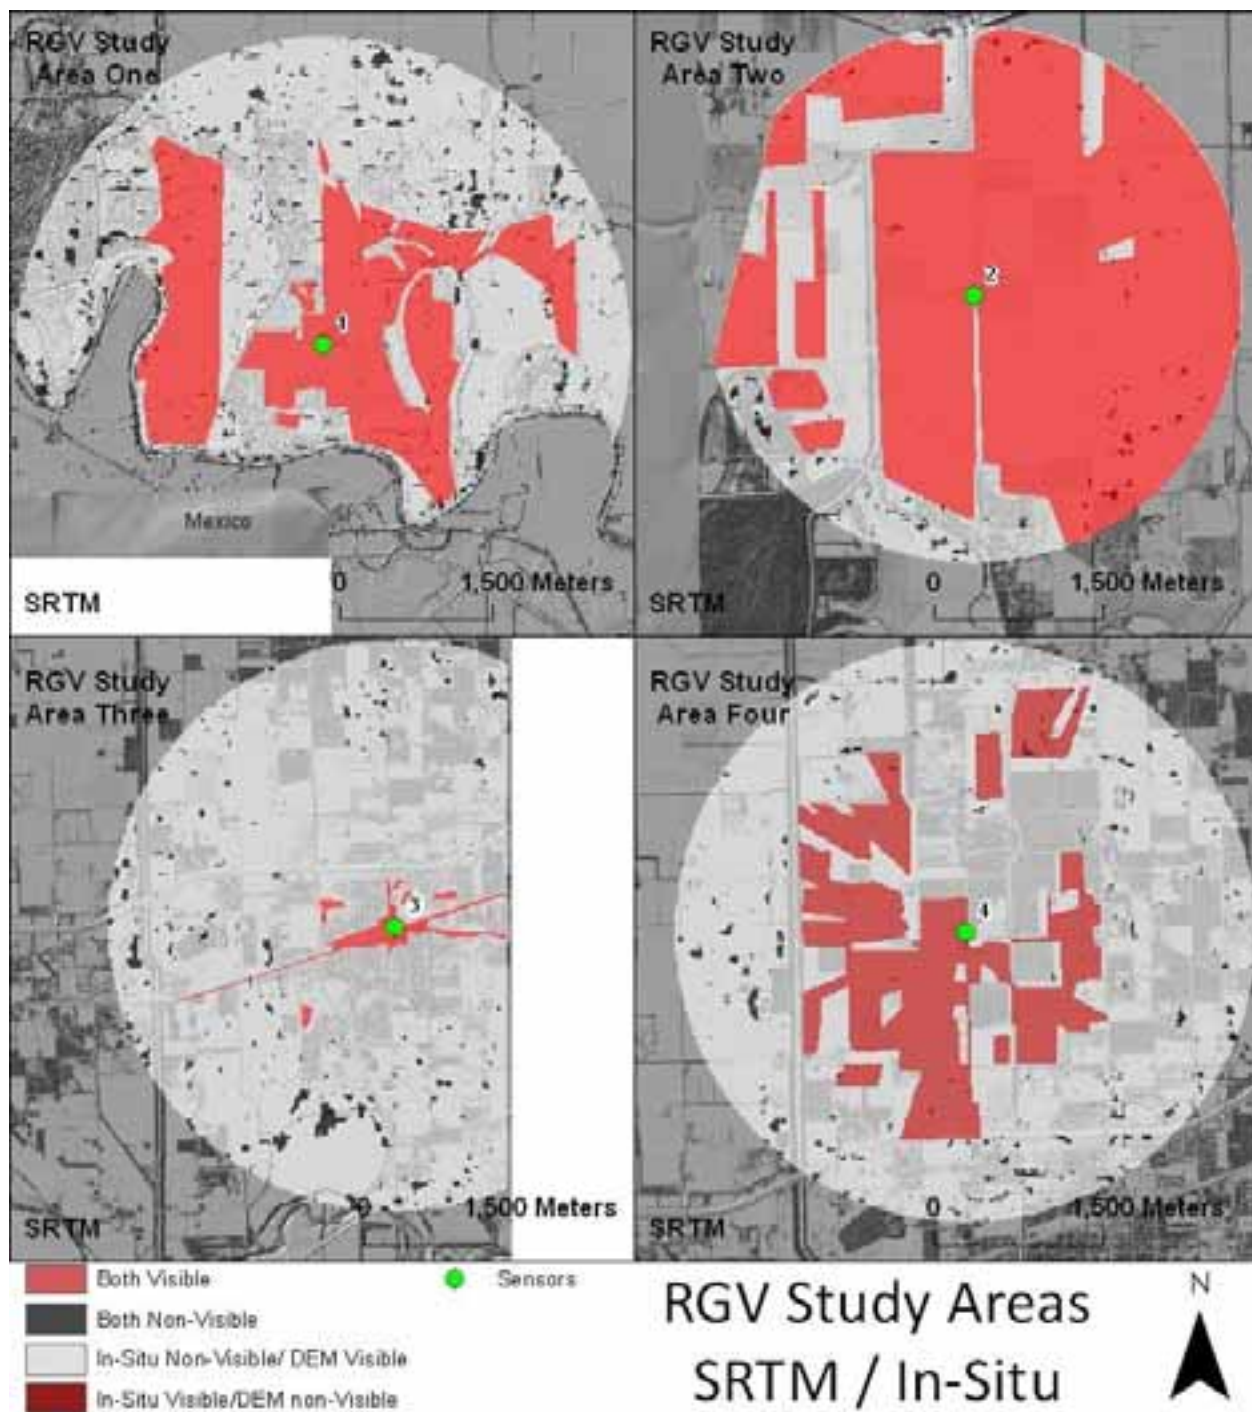 RGV Study
Area One
1
Mexico
0 1,500 Meters
SRTM
RGV Study
Area Two
2
0 1,500 Meters
SRTM
RGV Study
Area Three
3
0 1,500 Meters
SRTM
RGV Study
Area Four
4
0 1,500 Meters
SRTM
Both Visible
Both Non-Visible
In-Situ Non-Visible/ DEM Visible
In-Situ Visible/DEM non-Visible
Sensors
RGV Study Areas
SRTM / In-Situ
N